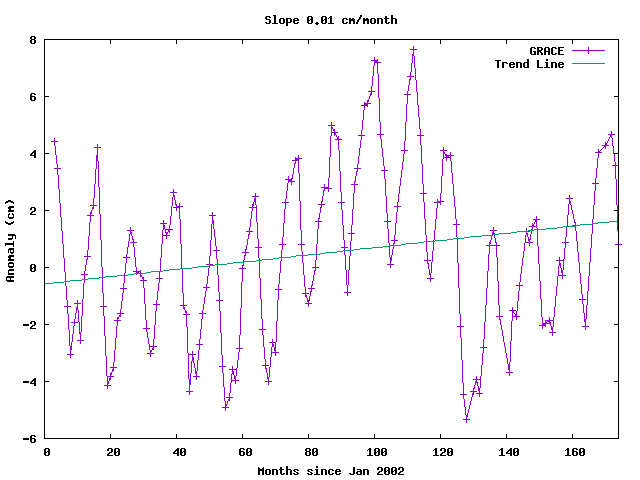 Slope 0.01 cm/month
GRACE
Trend Line
8
6
4
2
0
-2
-4
-6
Anomaly (cm)
0 20 40 60 80 100 120 140 160
Months since Jan 2002